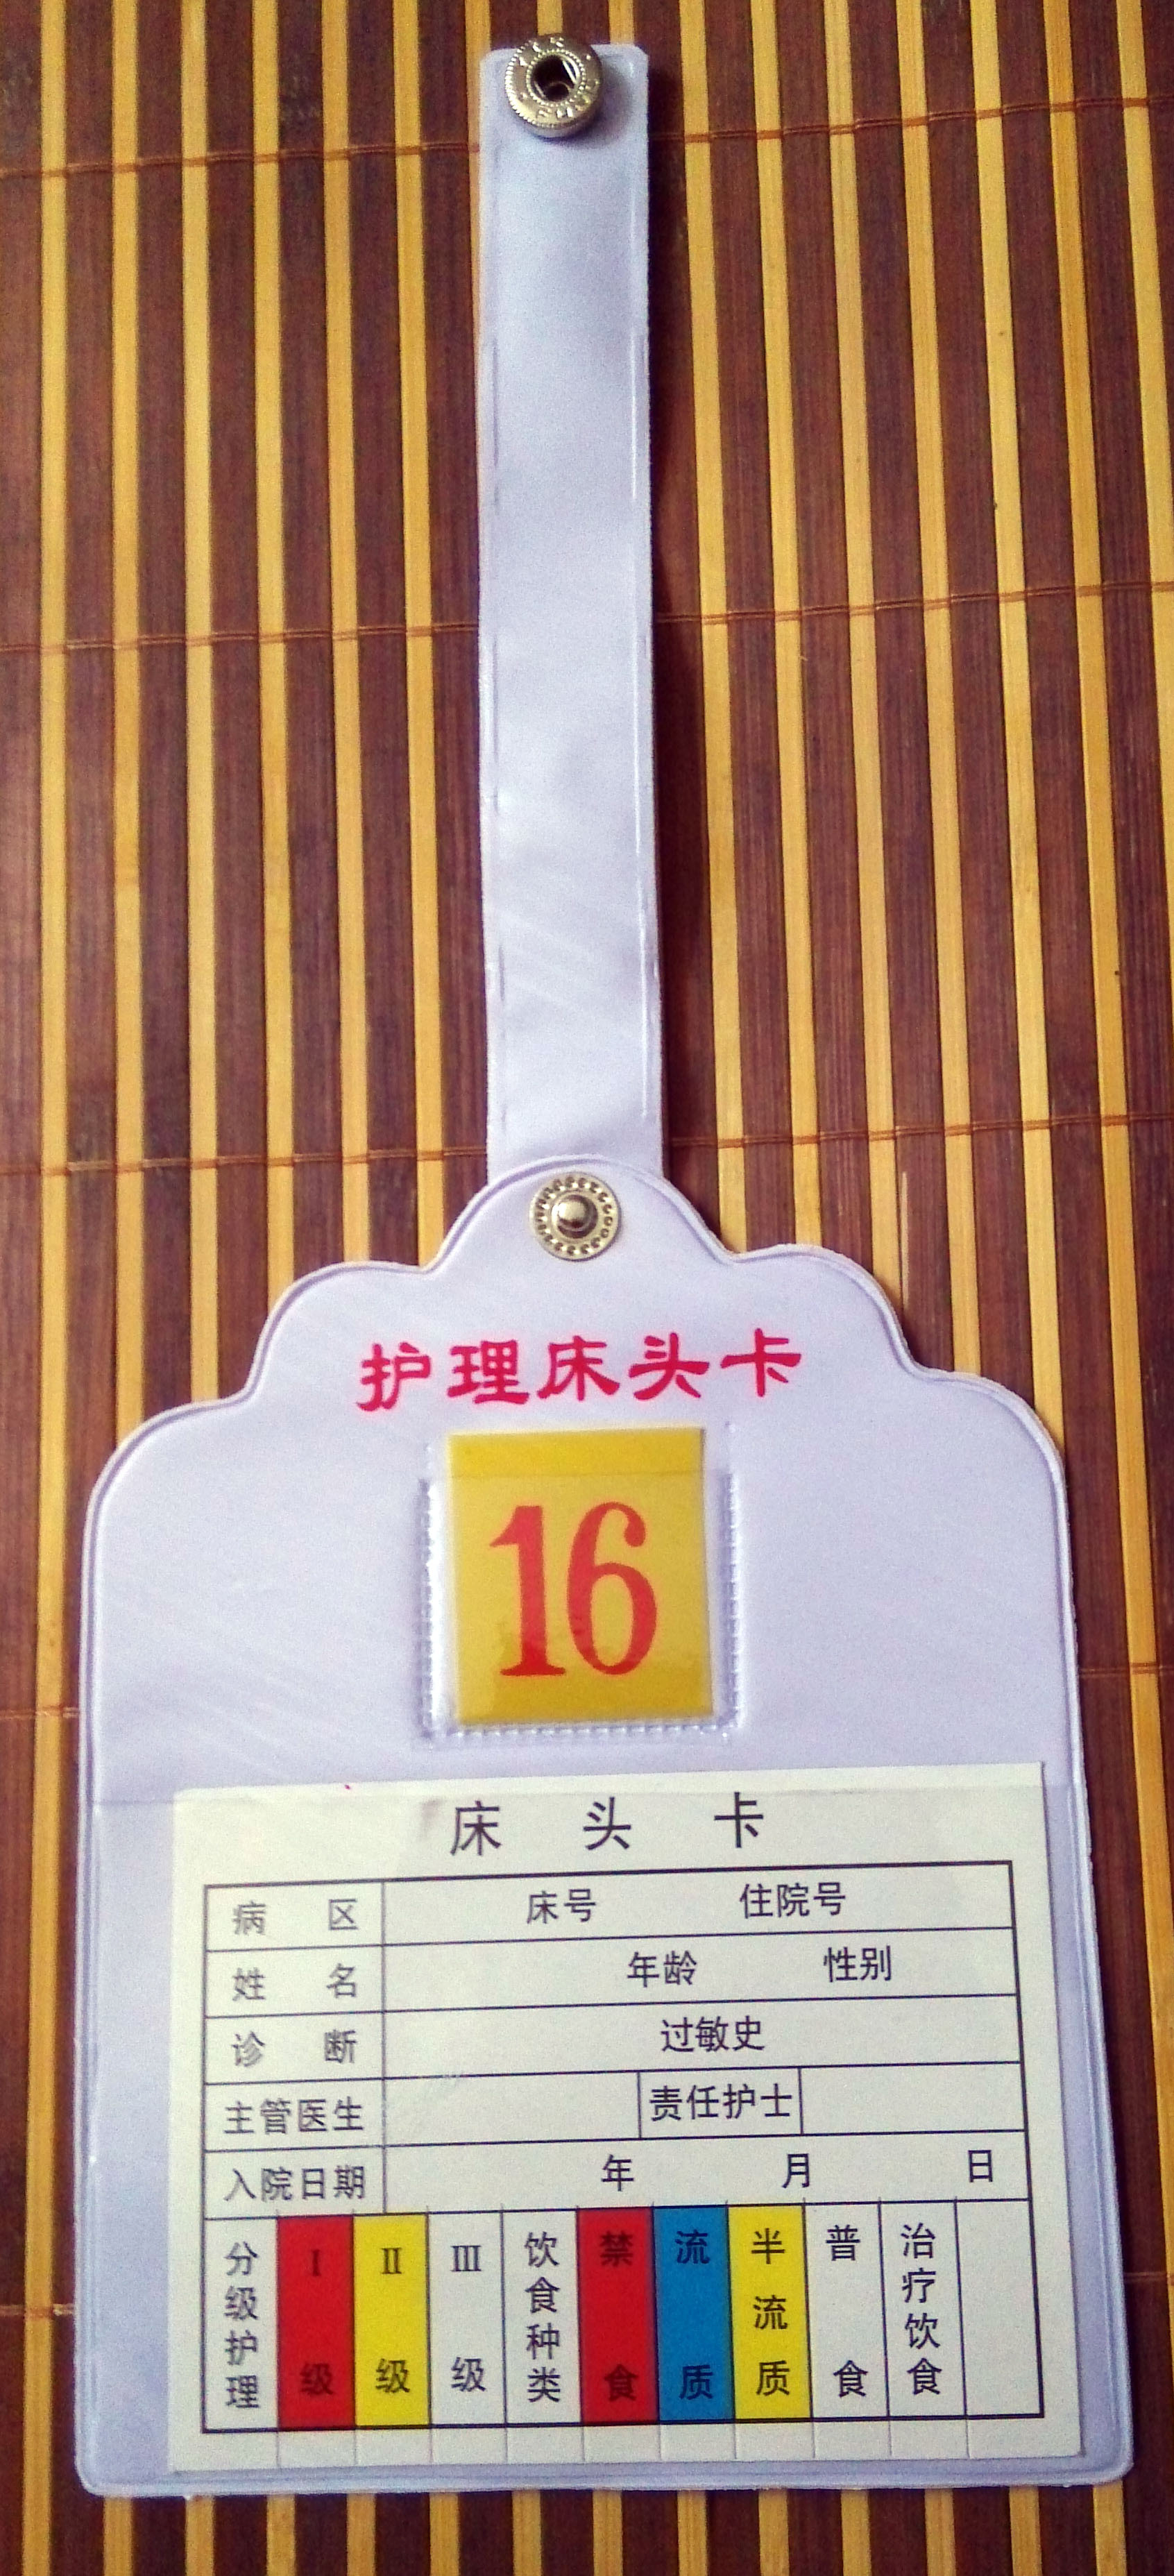 护理床头卡
16
床 头 卡
病 区 床号 住院号
姓 名 年龄 性别
诊 断 过敏史
主管医生 责任护士
入院日期 年 月 日
分级护理 Ⅰ级 Ⅱ级 Ⅲ级 饮食种类 禁食 流质 半流质 普食 治疗饮食